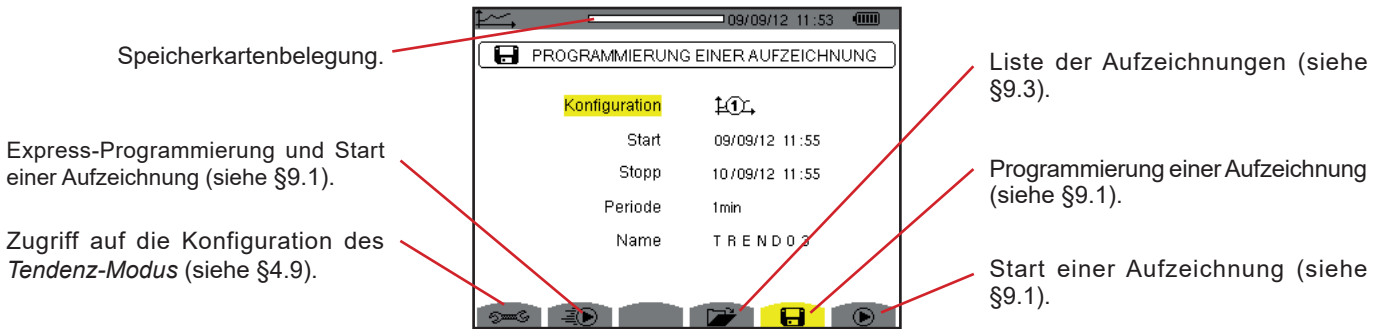 09/09/12 11:53
Speicherkartenbelegung.
PROGRAMMIERUNG EINER AUFZEICHNUNG
Liste der Aufzeichnungen (siehe
§9.3).
Konfiguration 1
Start 09/09/12 11:55
Express-Programmierung und Start
einer Aufzeichnung (siehe §9.1).
Stopp 10/09/12 11:55
Programmierung einer Aufzeichnung
(siehe §9.1).
Periode 1min
Name TREND03
Zugriff auf die Konfiguration des
Tendenz-Modus (siehe §4.9).
Start einer Aufzeichnung (siehe
§9.1).